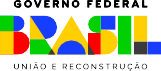 GOVERNO FEDERAL
BRASIL
UNIÃO E RECONSTRUÇÃO